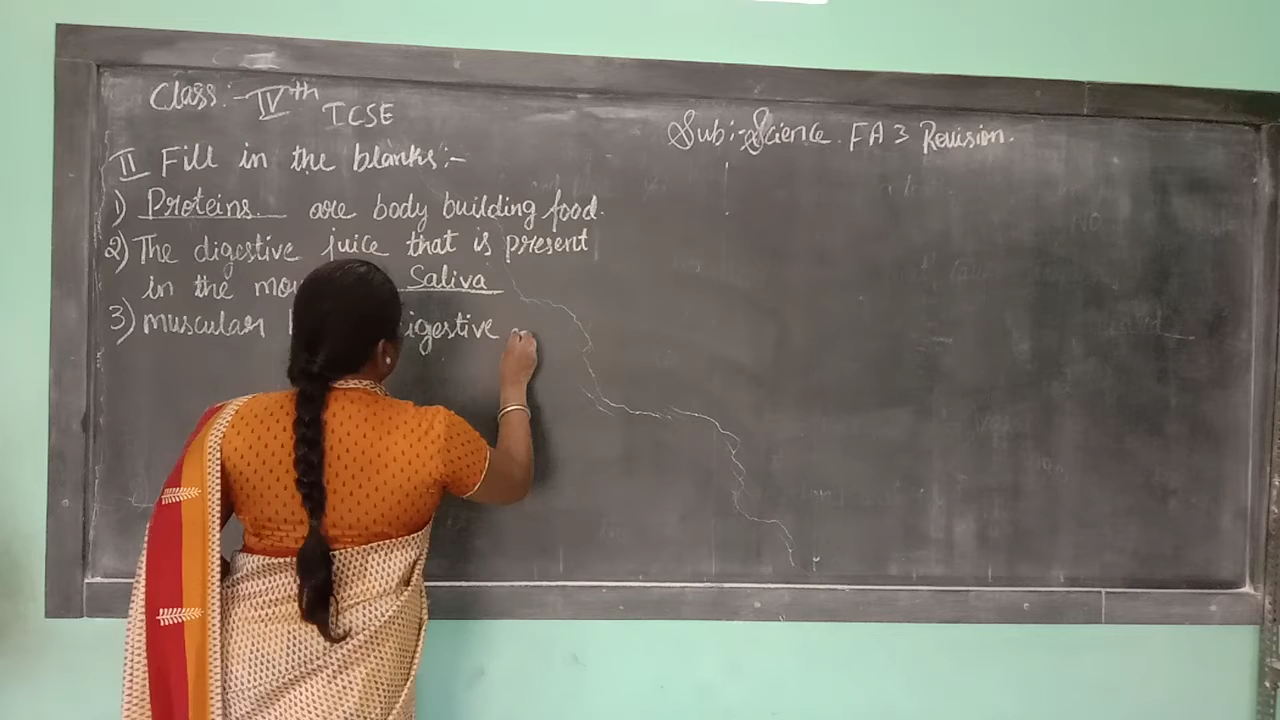 Class:-IVth
ICSE
Sub:-Science. FA 3 Revision.
II Fill in the blanks:-
1) Proteins are body building food.
2) The digestive juice that is present
in the Saliva
3) muscular igestive